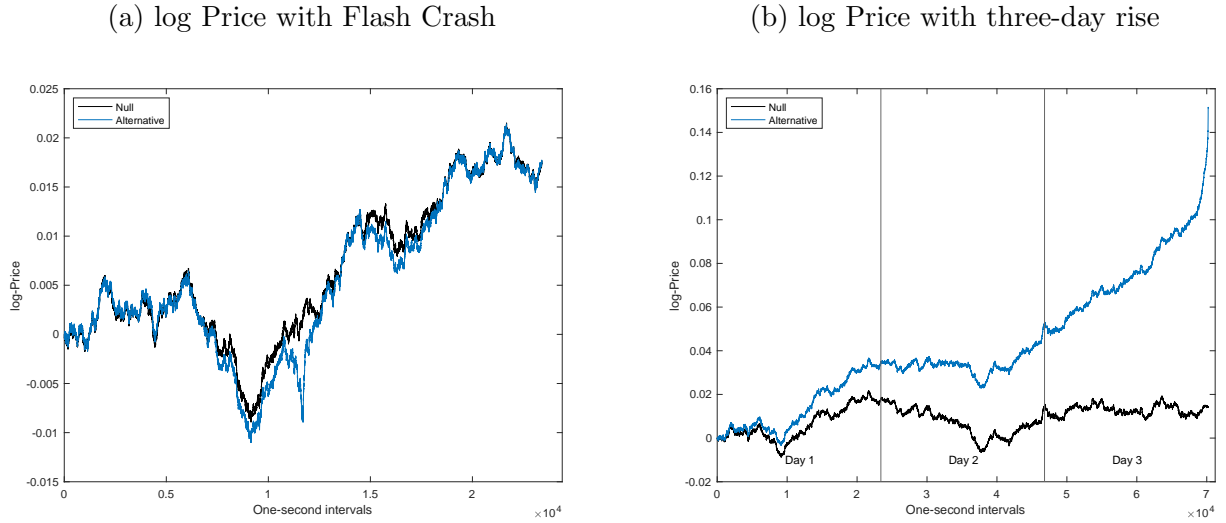 (a) log Price with Flash Crash
0.025
0.02
0.015
0.01
0.005
0
-0.005
-0.01
-0.015
log-Price
Null
Alternative
0 0.5 1 1.5 2
×10⁴
One-second intervals
(b) log Price with three-day rise
0.16
0.14
0.12
0.1
0.08
0.06
0.04
0.02
0
-0.02
log-Price
Null
Alternative
Day 1 Day 2 Day 3
0 1 2 3 4 5 6 7
×10⁴
One-second intervals